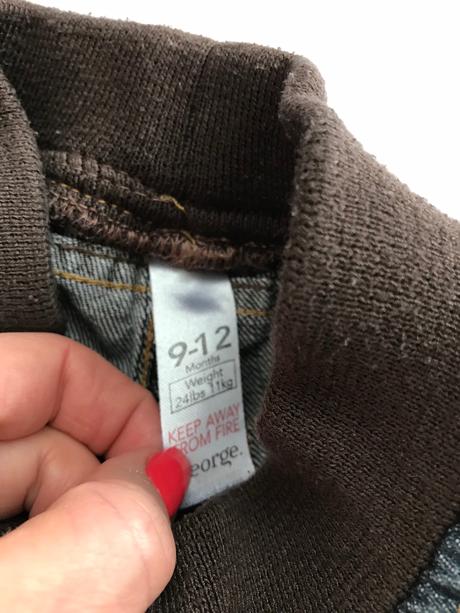 9-12
Months
Weight
24lbs 11kg
KEEP AWAY
FROM FIRE
eorge.